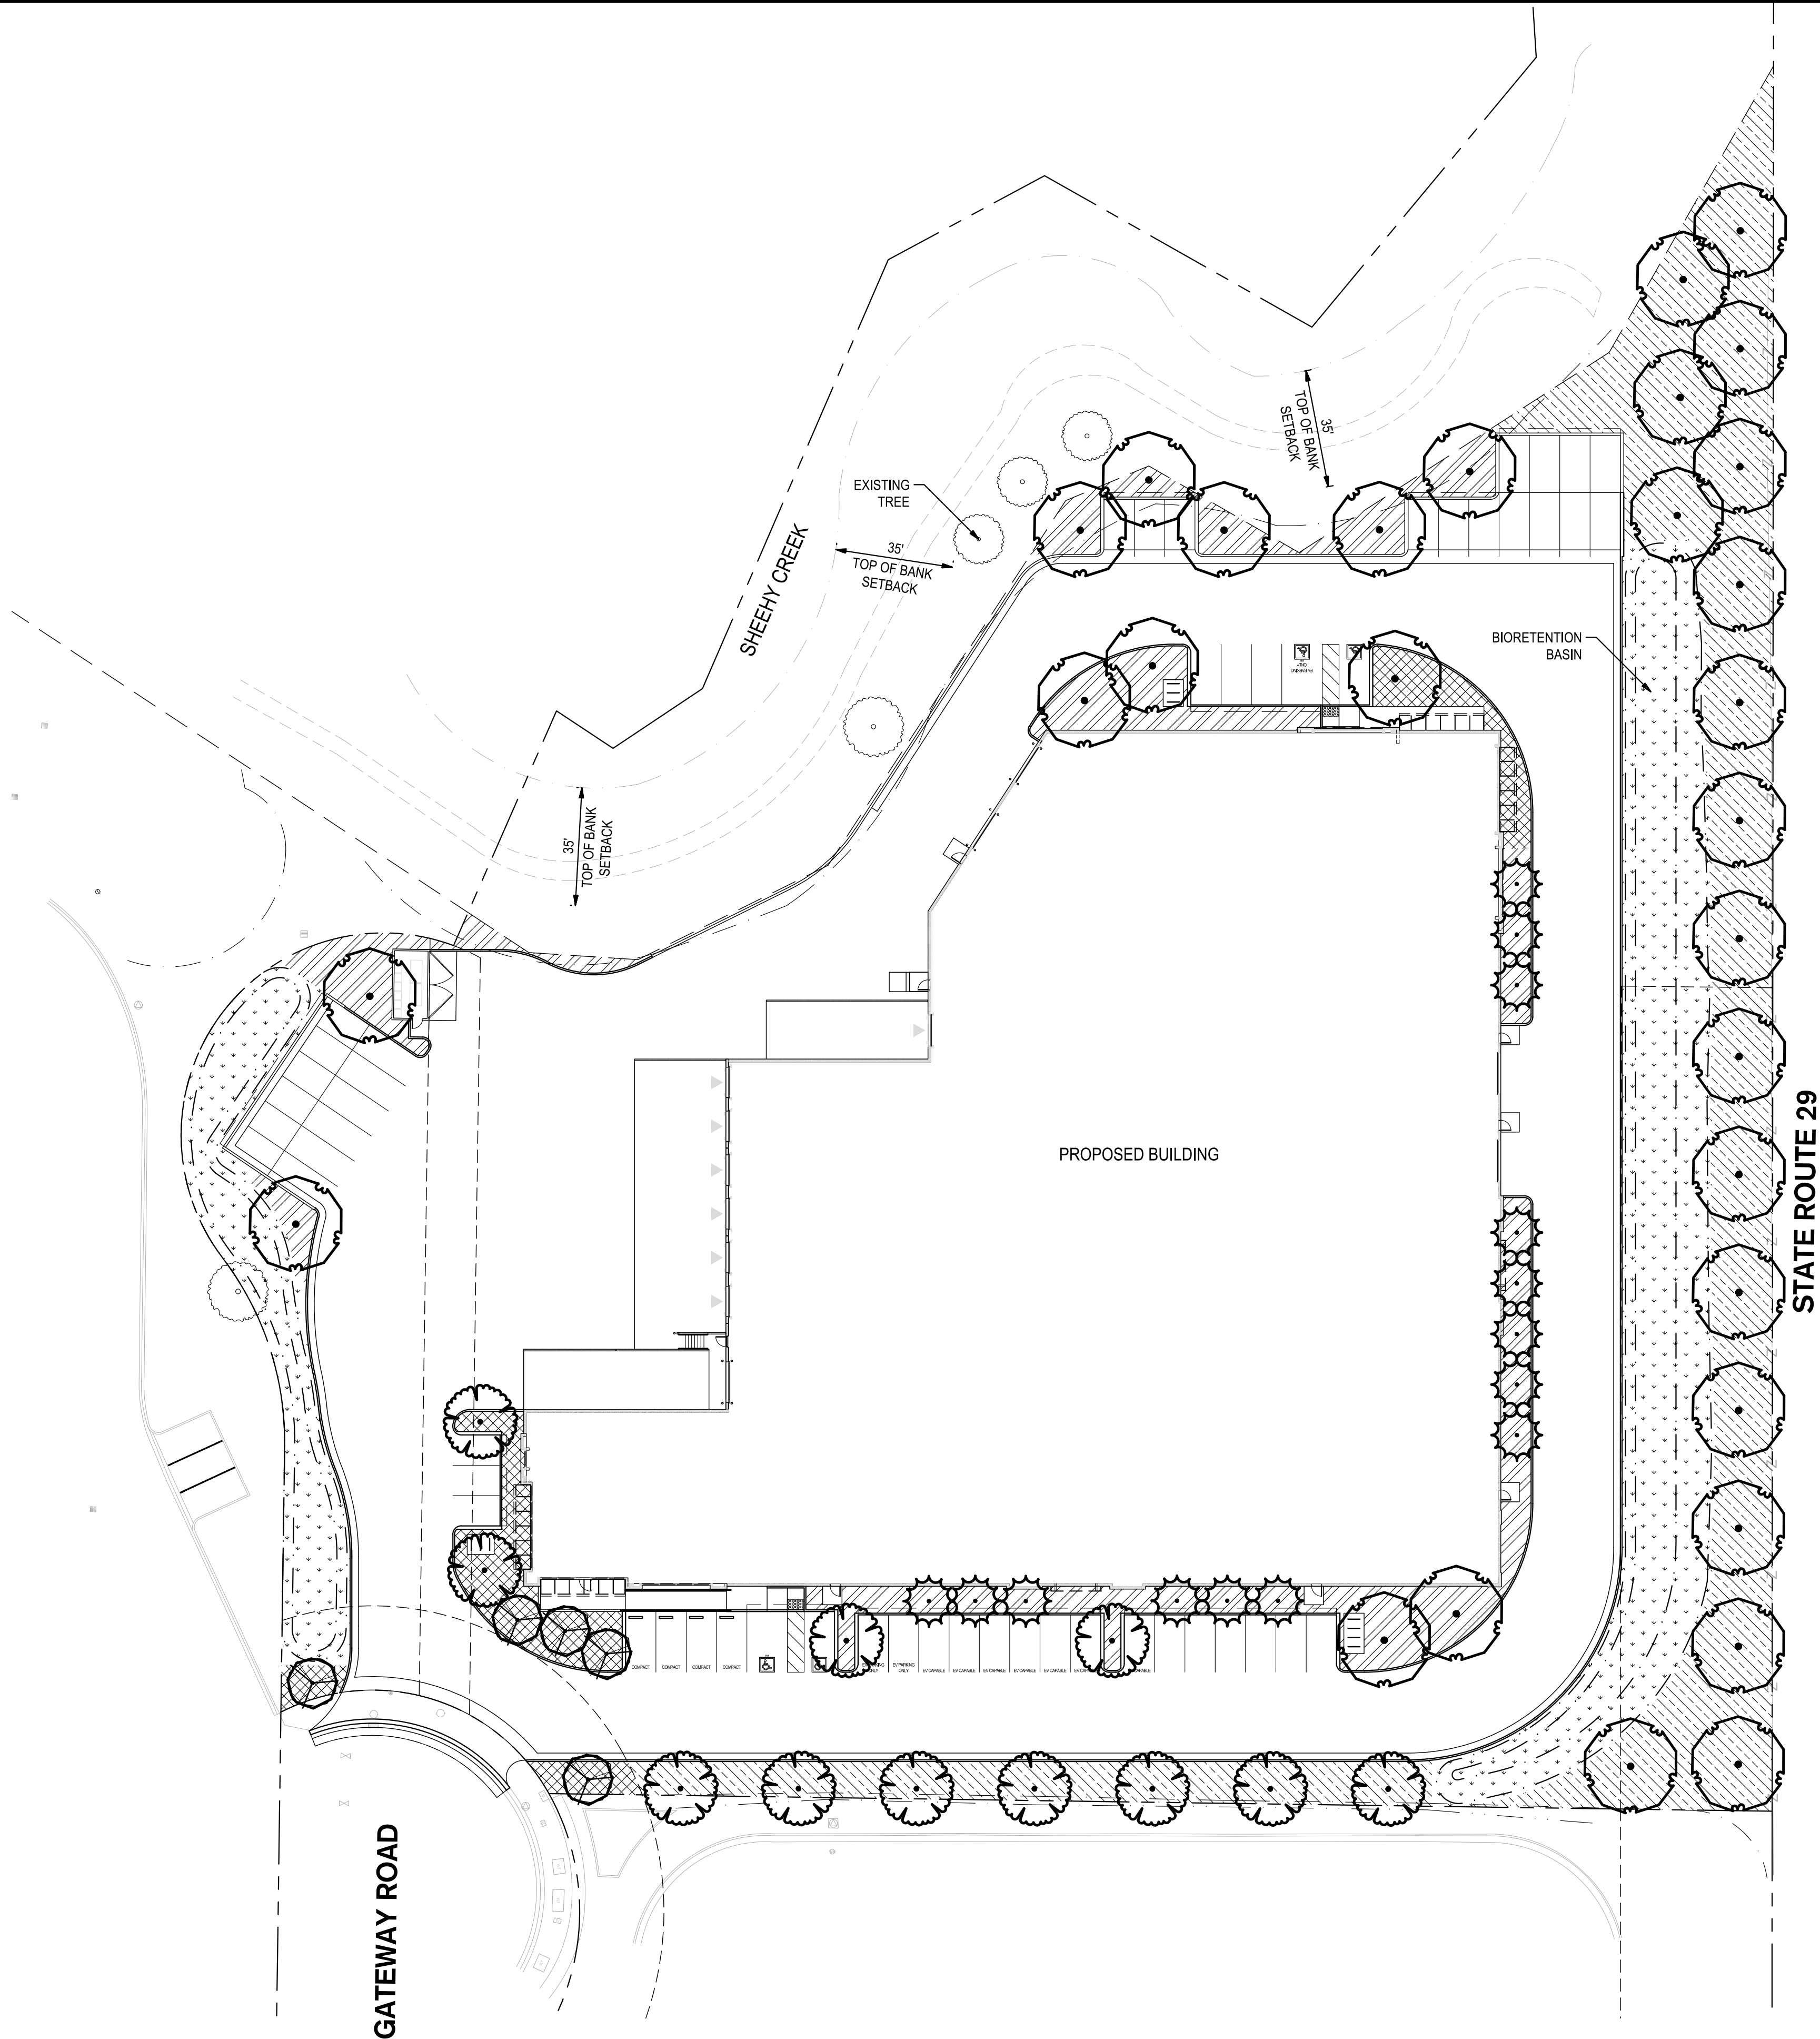 35'
TOP OF BANK
SETBACK
EXISTING
TREE
35'
TOP OF BANK
SETBACK
SHEEHY CREEK
BIORETENTION
BASIN
EV PARKING
ONLY
35'
TOP OF BANK
SETBACK
PROPOSED BUILDING
STATE ROUTE 29
COMPACT
COMPACT
COMPACT
COMPACT
EV PARKING
ONLY
EV CAPABLE
EV CAPABLE
EV CAPABLE
EV CAPABLE
EV CAPABLE
GATEWAY ROAD